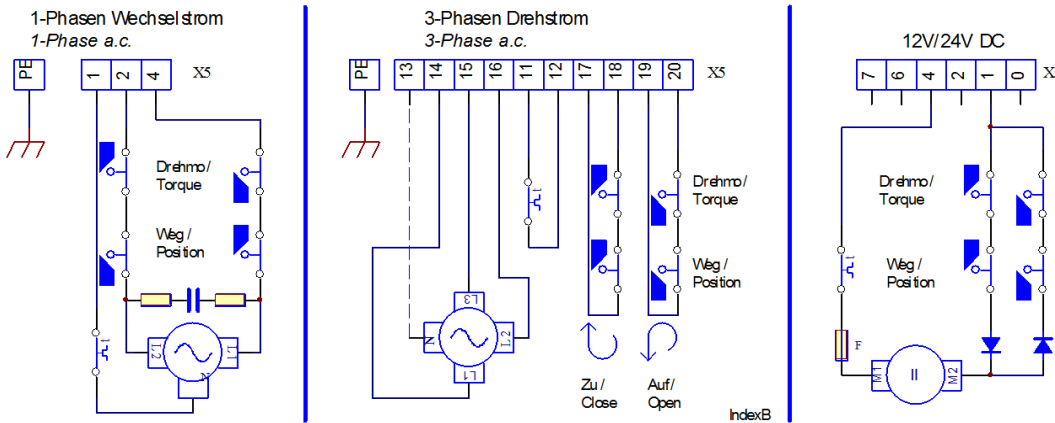 1-Phasen Wechselstrom
1-Phase a.c.
PE
1 2 4
X5
Drehmo/
Torque
Weg /
Position
t
L2
L1
N
3-Phasen Drehstrom
3-Phase a.c.
PE
13 14 15 16 11 12 17 18 19 20
X5
t
Drehmo/
Torque
Weg/
Position
L3
N
L2
L1
Zu /
Close
Auf/
Open
IndexB
12V/24V DC
7 6 4 2 1 0
X
Drehmo/
Torque
Weg/
Position
t
F
M1
II
M2